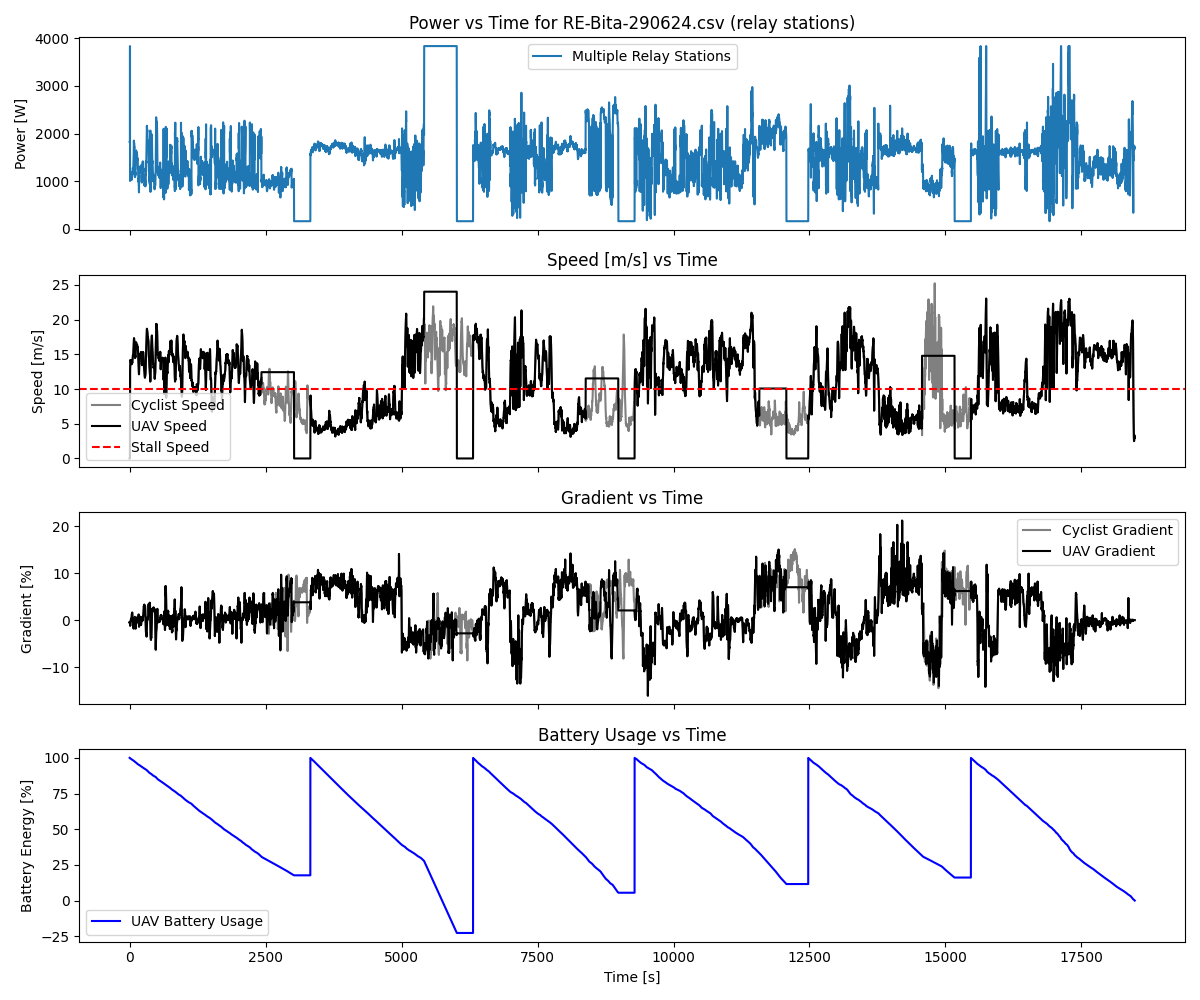 Power vs Time for RE-Bita-290624.csv (relay stations)
Power [W]
4000
3000
2000
1000
0
Multiple Relay Stations
Speed [m/s] vs Time
Speed [m/s]
25
20
15
10
5
0
Cyclist Speed
UAV Speed
Stall Speed
Gradient vs Time
Gradient [%]
20
10
0
−10
Cyclist Gradient
UAV Gradient
Battery Usage vs Time
Battery Energy [%]
100
75
50
25
0
−25
UAV Battery Usage
0 2500 5000 7500 10000 12500 15000 17500
Time [s]